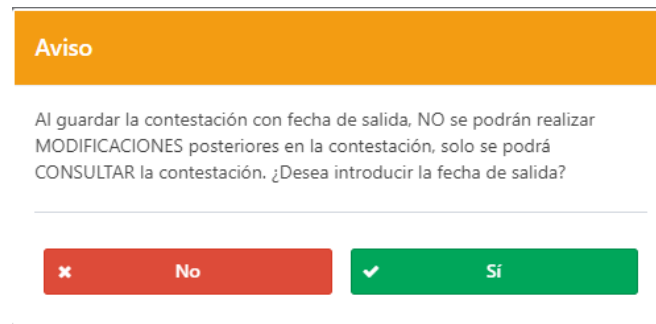 Aviso
Al guardar la contestación con fecha de salida, NO se podrán realizar
MODIFICACIONES posteriores en la contestación, solo se podrá
CONSULTAR la contestación. ¿Desea introducir la fecha de salida?
No
Sí